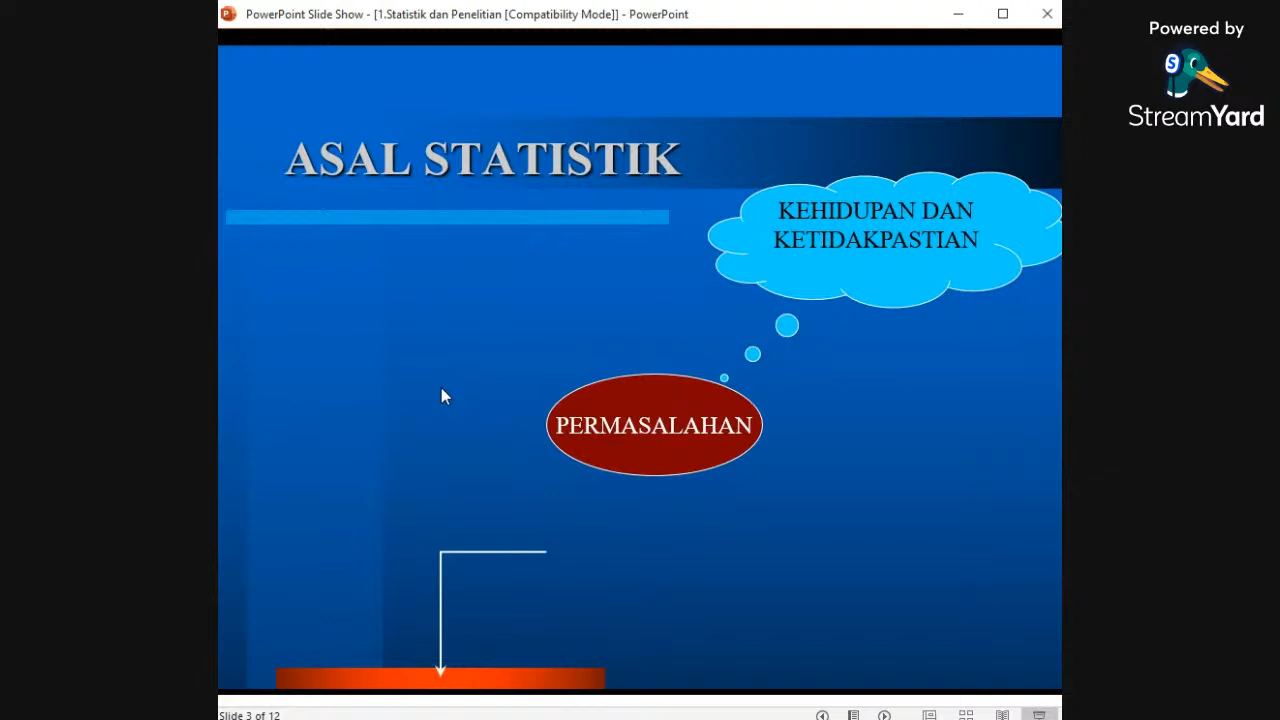 PowerPoint Slide Show - [1.Statistik dan Penelitian [Compatibility Mode]] - PowerPoint
Powered by
S
StreamYard
ASAL STATISTIK
KEHIDUPAN DAN
KETIDAKPASTIAN
PERMASALAHAN
Slide 3 of 12